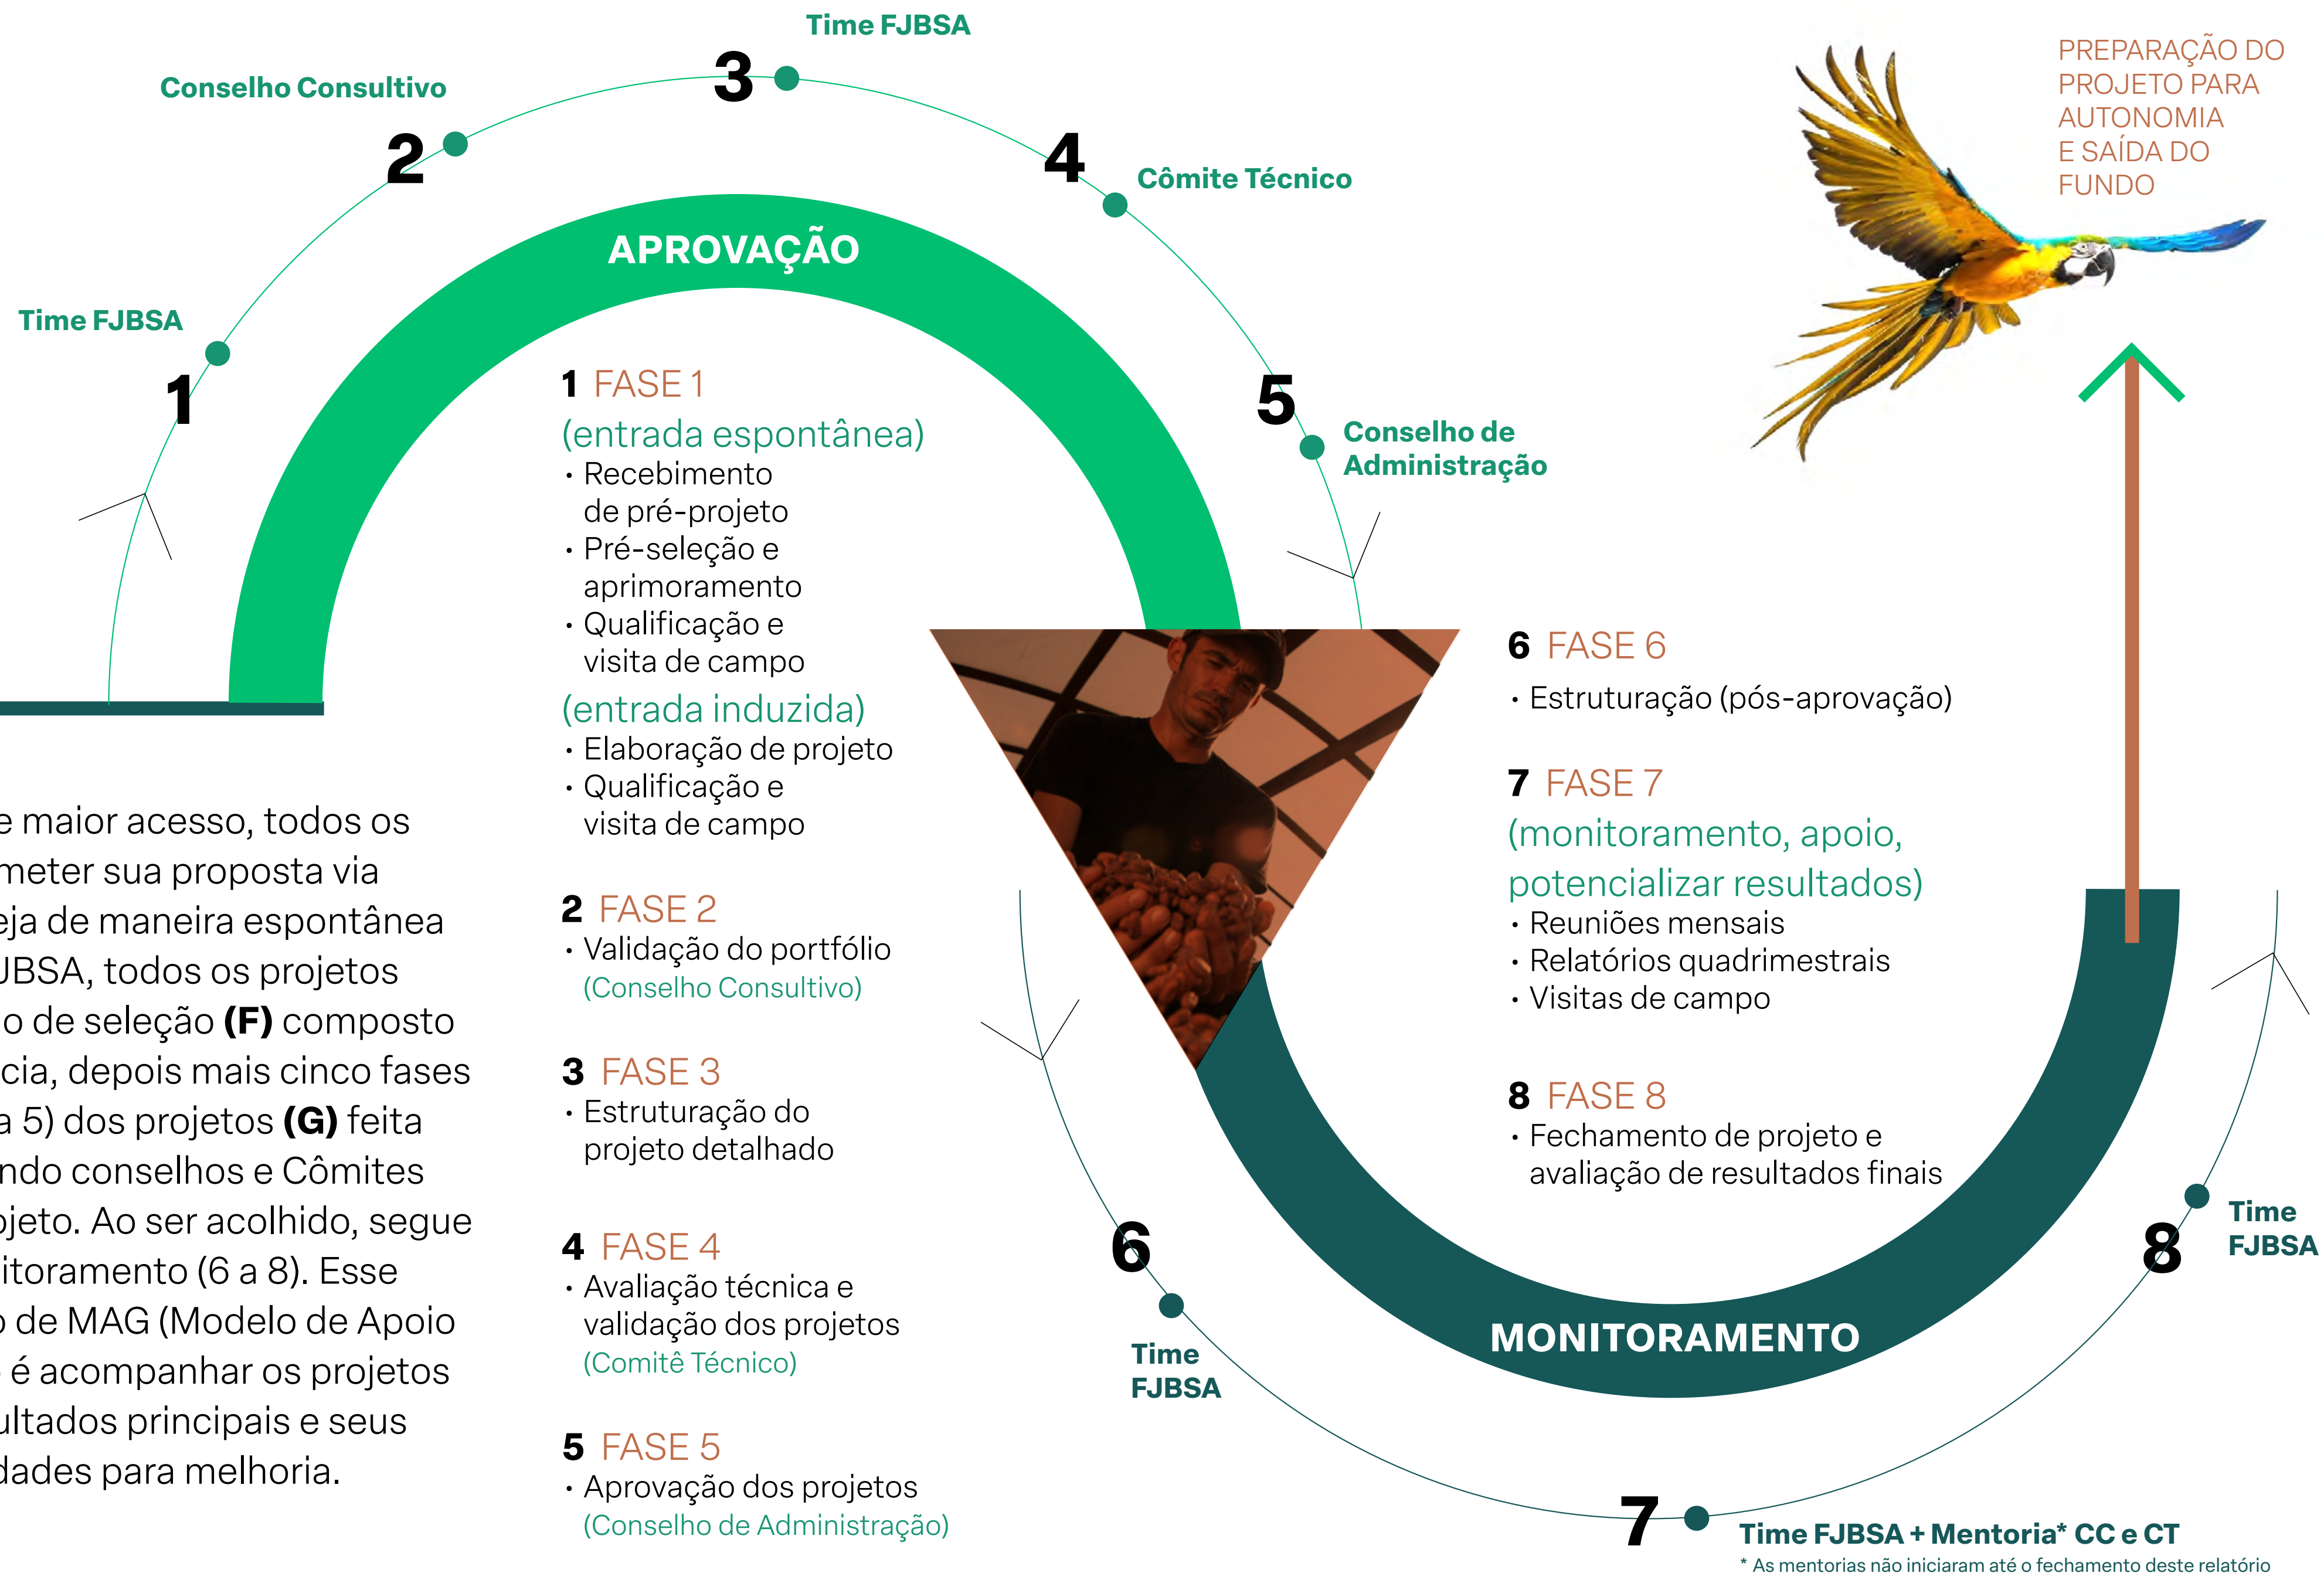 Time FJBSA
Conselho Consultivo
3
2
4
Cômite Técnico
APROVAÇÃO
Time FJBSA
1
5
Conselho de
Administração
PREPARAÇÃO DO
PROJETO PARA
AUTONOMIA
E SAÍDA DO
FUNDO
e maior acesso, todos os
meter sua proposta via
eja de maneira espontânea
JBSA, todos os projetos
o de seleção (F) composto
cia, depois mais cinco fases
a 5) dos projetos (G) feita
ndo conselhos e Cômites
ojeto. Ao ser acolhido, segue
itoramento (6 a 8). Esse
o de MAG (Modelo de Apoio
é acompanhar os projetos
ultados principais e seus
dades para melhoria.
1 FASE 1
(entrada espontânea)
· Recebimento
de pré-projeto
· Pré-seleção e
aprimoramento
· Qualificação e
visita de campo
(entrada induzida)
· Elaboração de projeto
· Qualificação e
visita de campo
2 FASE 2
· Validação do portfólio
(Conselho Consultivo)
3 FASE 3
· Estruturação do
projeto detalhado
4 FASE 4
· Avaliação técnica e
validação dos projetos
(Comitê Técnico)
5 FASE 5
· Aprovação dos projetos
(Conselho de Administração)
6 FASE 6
· Estruturação (pós-aprovação)
7 FASE 7
(monitoramento, apoio,
potencializar resultados)
· Reuniões mensais
· Relatórios quadrimestrais
· Visitas de campo
8 FASE 8
· Fechamento de projeto e
avaliação de resultados finais
6
Time
FJBSA
MONITORAMENTO
8
Time
FJBSA
7
Time FJBSA + Mentoria* CC e CT
* As mentorias não iniciaram até o fechamento deste relatório